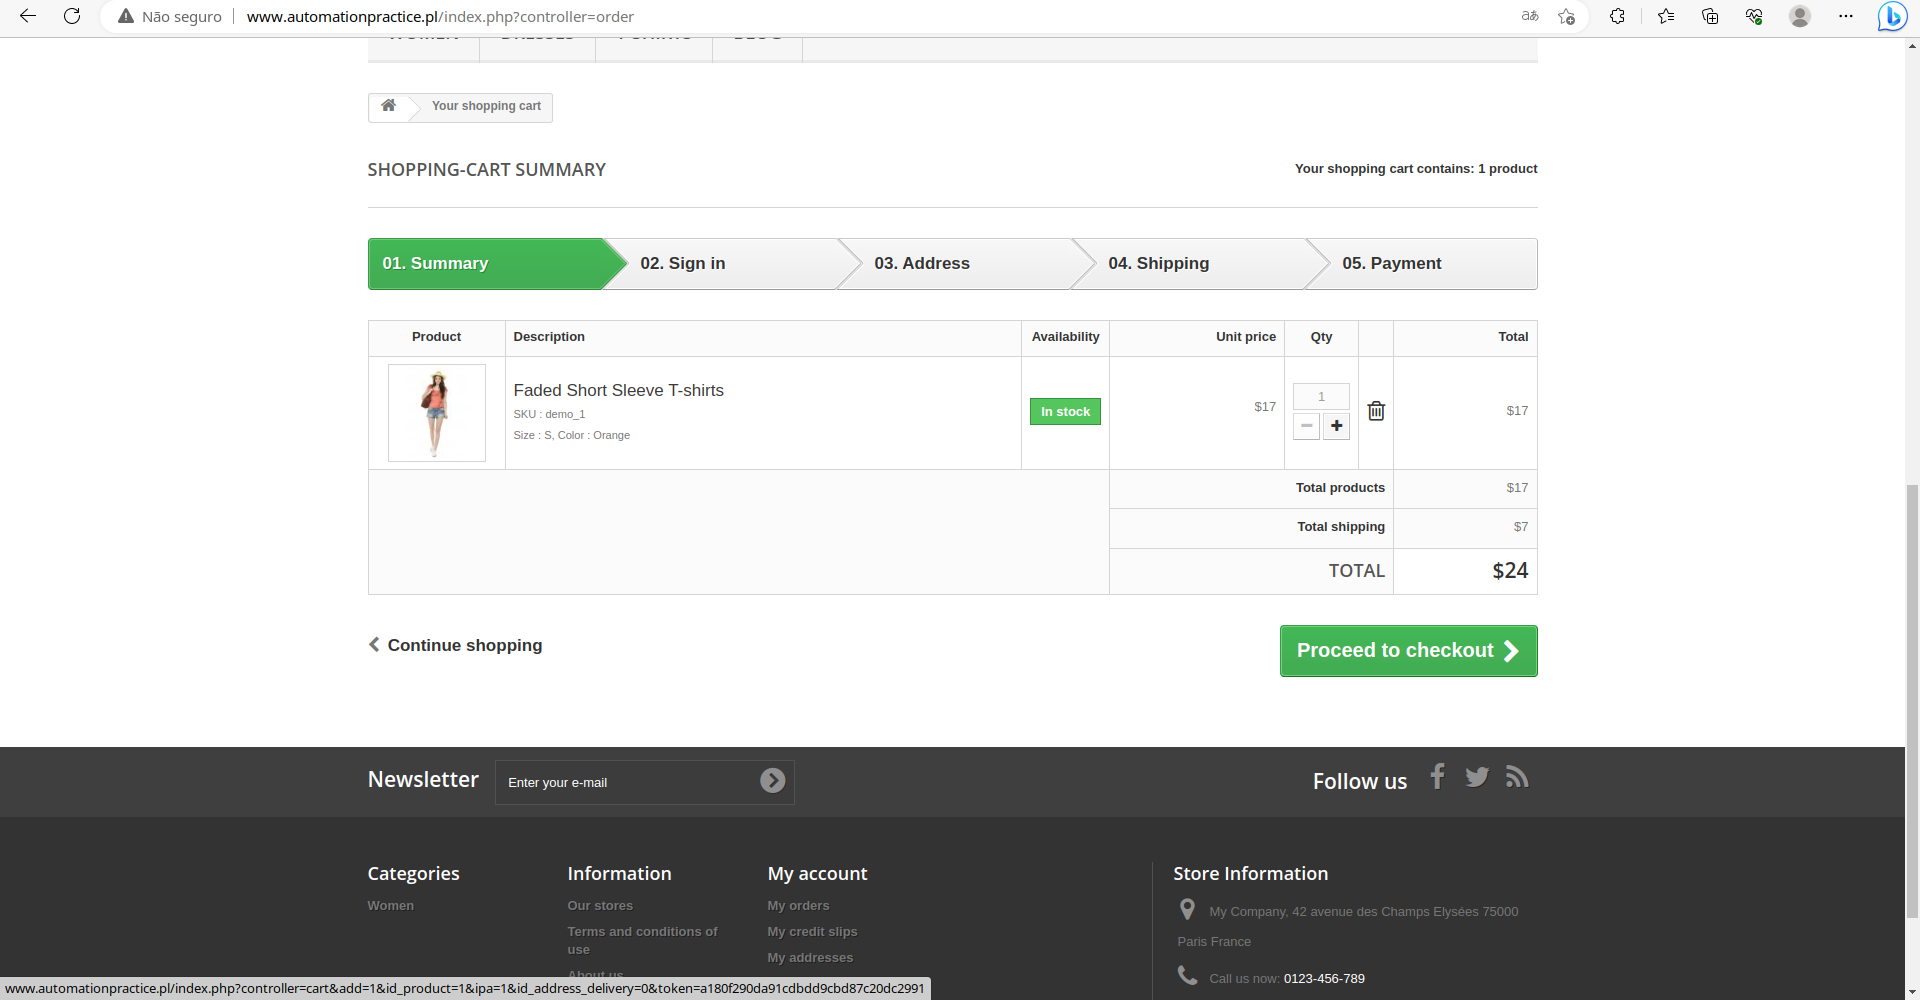 Não seguro www.automationpractice.pl/index.php?controller=order aあ
WOMEN DRESSES T-SHIRTS BLOG
Your shopping cart
SHOPPING-CART SUMMARY Your shopping cart contains: 1 product
01. Summary 02. Sign in 03. Address 04. Shipping 05. Payment
Product Description Availability Unit price Qty Total
Faded Short Sleeve T-shirts
SKU : demo_1
Size : S, Color : Orange
In stock $17 1 $17
Total products $17
Total shipping $7
TOTAL $24
Continue shopping Proceed to checkout
Newsletter Enter your e-mail Follow us
Categories Information My account Store Information
Women Our stores My orders My Company, 42 avenue des Champs Elysées 75000
Paris France
Terms and conditions of
use
My credit slips
About us My addresses
Call us now: 0123-456-789
www.automationpractice.pl/index.php?controller=cart&add=1&id_product=1&ipa=1&id_address_delivery=0&token=a180f290da91cdbdd9cbd87c20dc2991